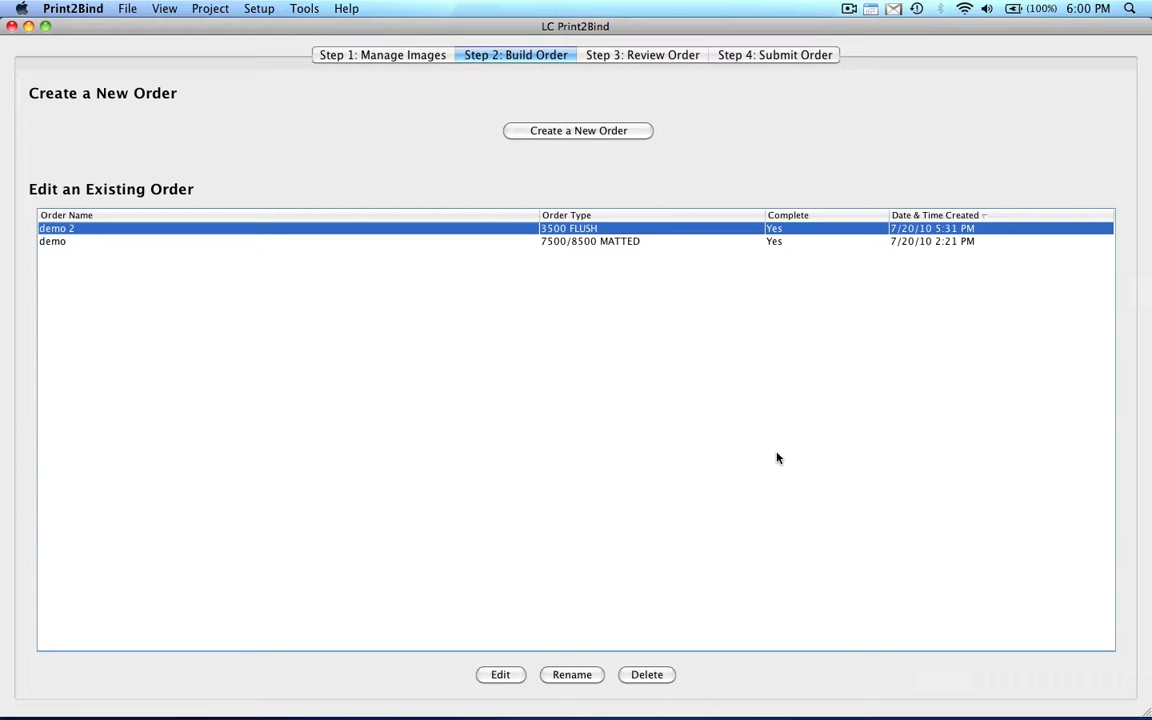 Print2Bind File View Project Setup Tools Help (100%) 6:00 PM
LC Print2Bind
Step 1: Manage Images Step 2: Build Order Step 3: Review Order Step 4: Submit Order
Create a New Order
Create a New Order
Edit an Existing Order
Order Name Order Type Complete Date & Time Created
demo 2 3500 FLUSH Yes 7/20/10 5:31 PM
demo 7500/8500 MATTED Yes 7/20/10 2:21 PM
Edit Rename Delete